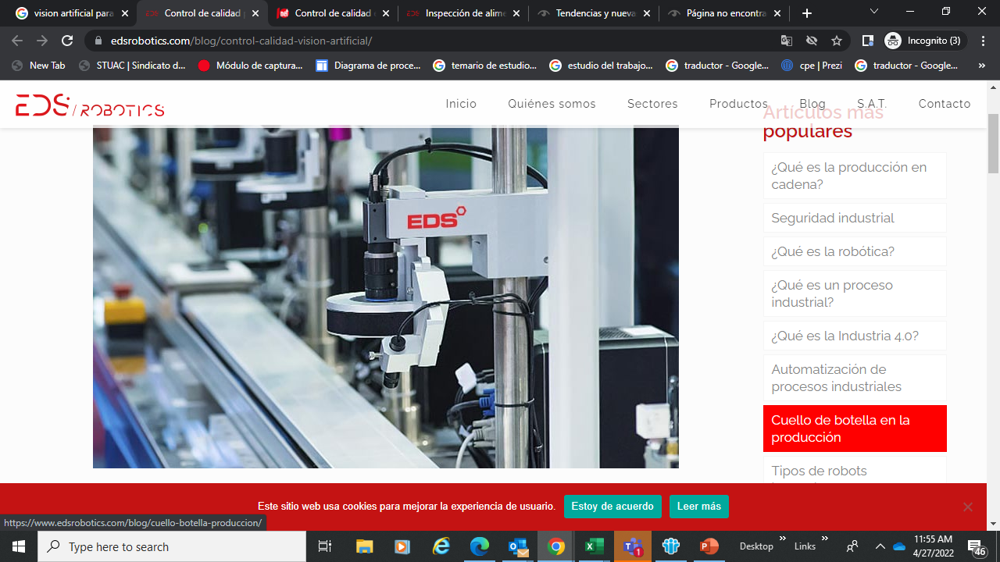 vision artificial para
Control de calidad p
Control de calidad
Inspección de alime
Tendencias y nueva
Página no encontra
edsrobotics.com/blog/control-calidad-vision-artificial/
Incognito (3)
New Tab
STUAC | Sindicato d...
Módulo de captura...
Diagrama de proce...
temario de estudio...
estudio del trabajo...
traductor - Google...
cpe | Prezi
traductor - Google...
»
EDS / ROBOTICS
Inicio
Quiénes somos
Sectores
Productos
Blog
S.A.T.
Contacto
Artículos más
populares
¿Qué es la producción en
cadena?
Seguridad industrial
¿Qué es la robótica?
¿Qué es un proceso
industrial?
¿Qué es la Industria 4.0?
Automatización de
procesos industriales
Cuello de botella en la
producción
Tipos de robots
EDS
Este sitio web usa cookies para mejorar la experiencia de usuario.
Estoy de acuerdo
Leer más
https://www.edsrobotics.com/blog/cuello-botella-produccion/
Type here to search
1
Desktop
»
Links
»
11:55 AM
4/27/2022
46